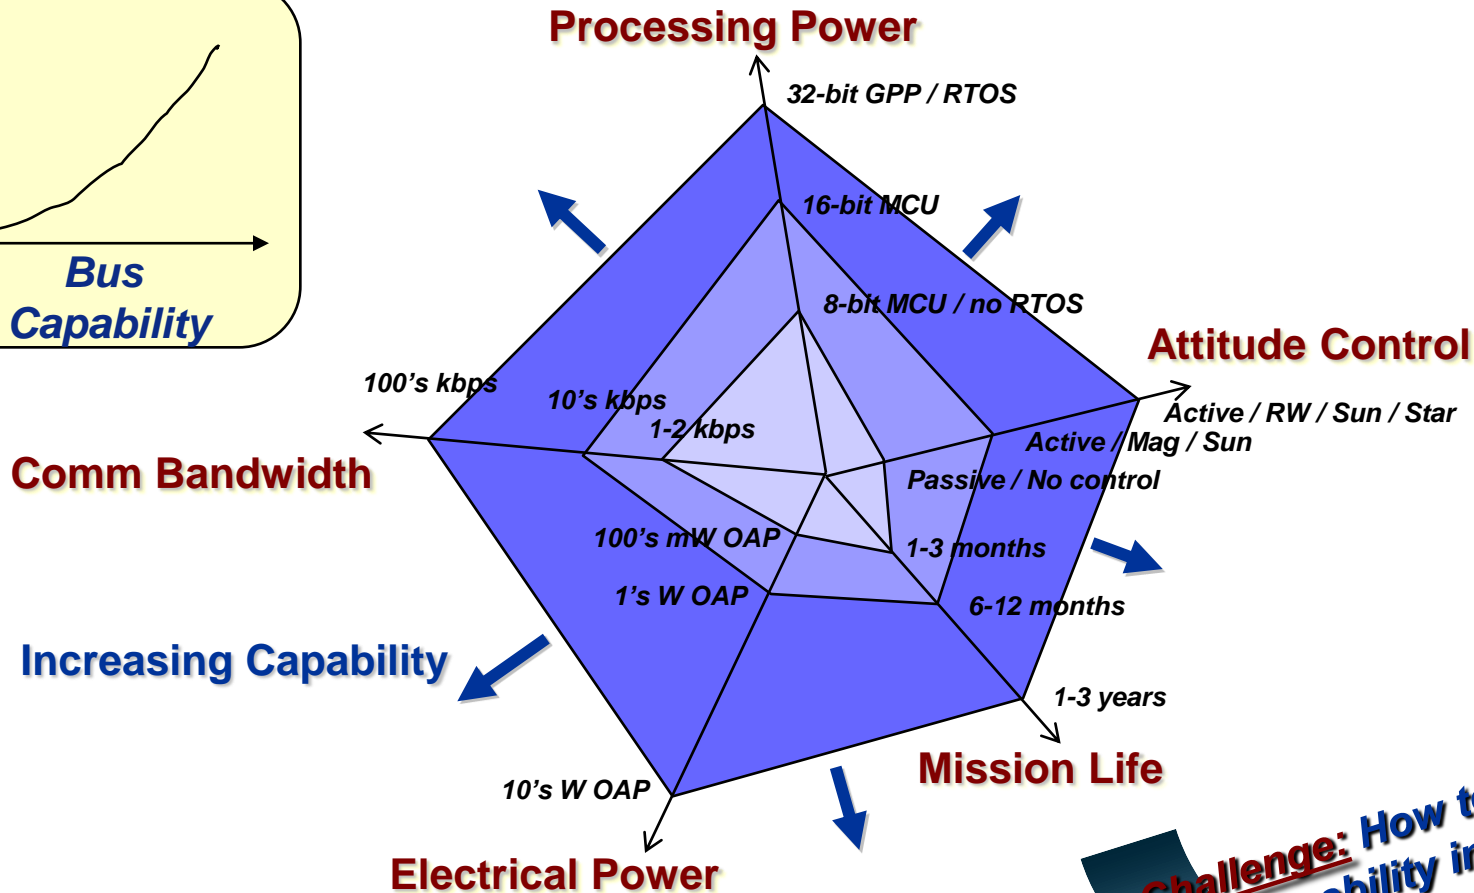 Processing Power
32-bit GPP / RTOS
16-bit MCU
8-bit MCU / no RTOS
Bus
Capability
Attitude Control
Active / RW / Sun / Star
Active / Mag / Sun
Passive / No control
100’s kbps
10’s kbps
1-2 kbps
Comm Bandwidth
100’s mW OAP
1’s W OAP
1-3 months
6-12 months
Increasing Capability
1-3 years
Mission Life
10’s W OAP
Electrical Power
Challenge: How